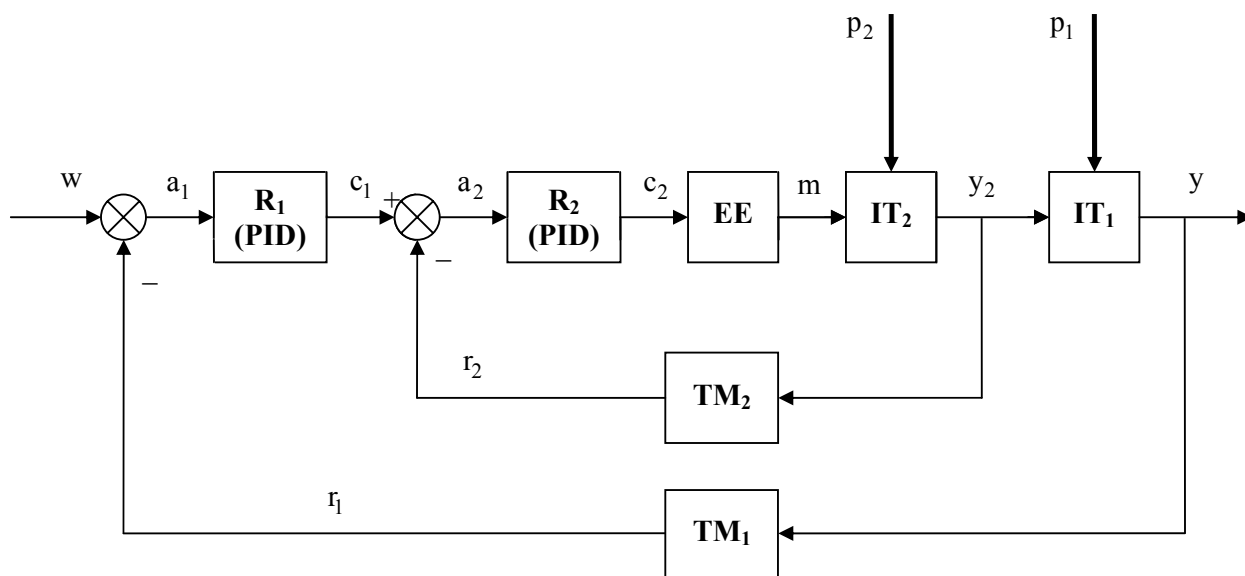 p₂
p₁
w
a₁
R₁
(PID)
c₁
+
a₂
R₂
(PID)
c₂
EE
m
IT₂
y₂
IT₁
y
−
−
r₂
TM₂
r₁
TM₁